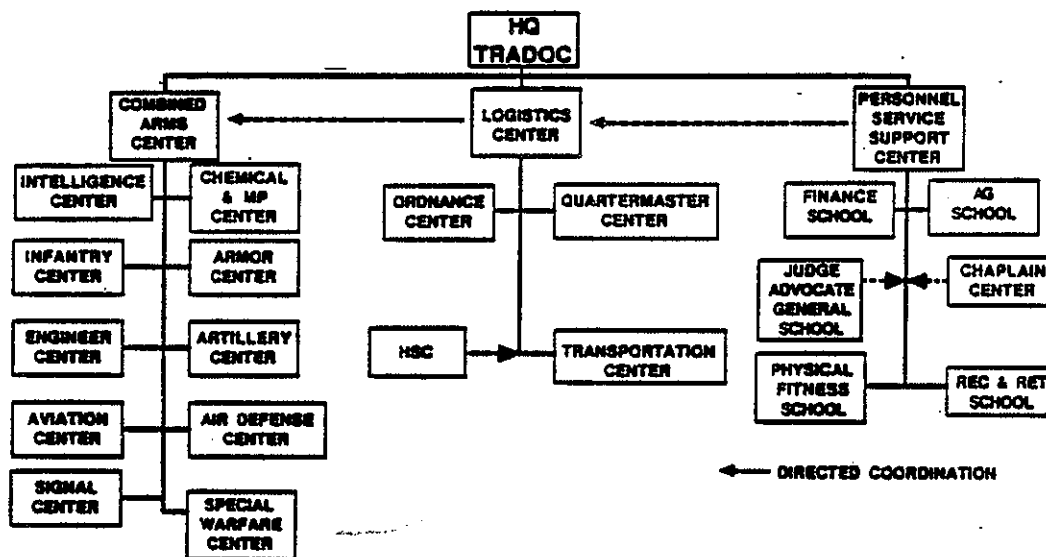 HQ
TRADOC
COMBINED
ARMS
CENTER
LOGISTICS
CENTER
PERSONNEL
SERVICE
SUPPORT
CENTER
INTELLIGENCE
CENTER
CHEMICAL
& MP
CENTER
INFANTRY
CENTER
ARMOR
CENTER
ENGINEER
CENTER
ARTILLERY
CENTER
AVIATION
CENTER
AIR DEFENSE
CENTER
SIGNAL
CENTER
SPECIAL
WARFARE
CENTER
ORDNANCE
CENTER
QUARTERMASTER
CENTER
HSC
TRANSPORTATION
CENTER
FINANCE
SCHOOL
AG
SCHOOL
JUDGE
ADVOCATE
GENERAL
SCHOOL
CHAPLAIN
CENTER
PHYSICAL
FITNESS
SCHOOL
REC & RET
SCHOOL
DIRECTED COORDINATION